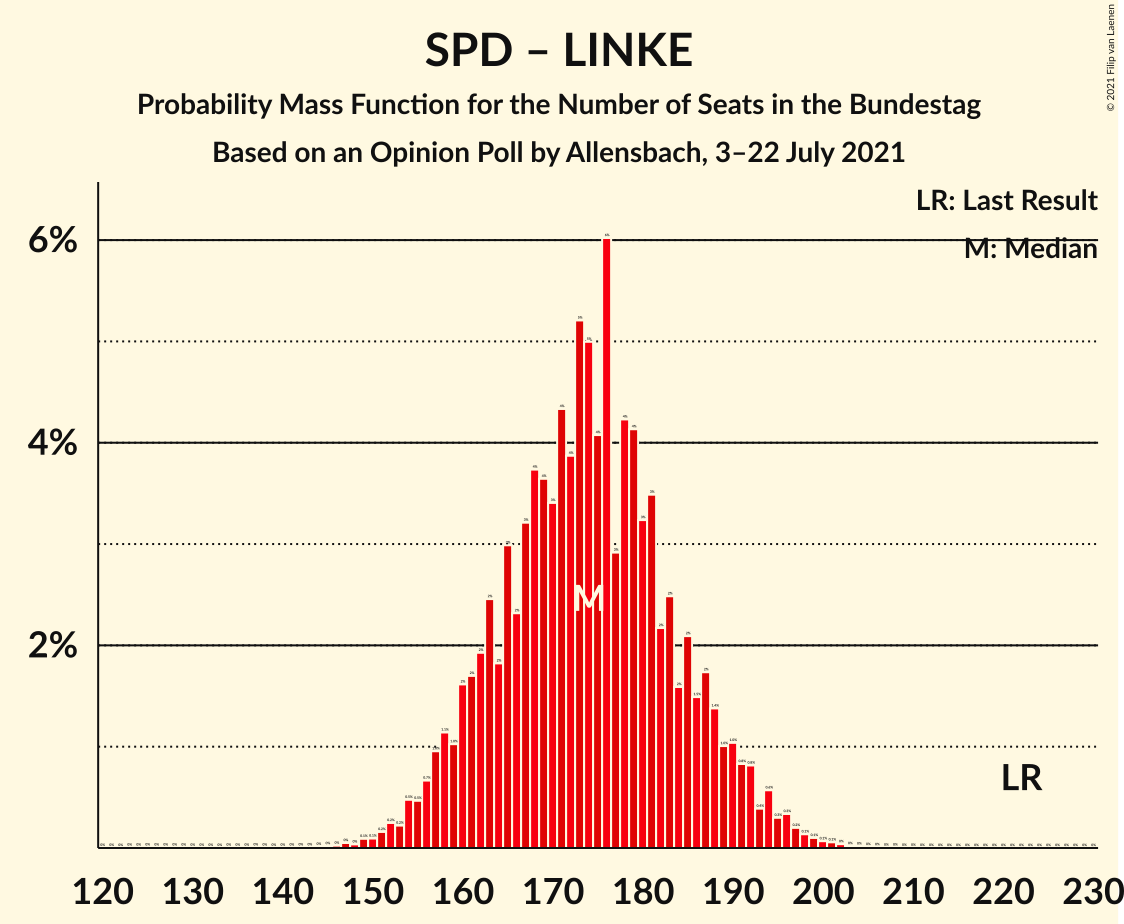 SPD – LINKE
Probability Mass Function for the Number of Seats in the Bundestag
Based on an Opinion Poll by Allensbach, 3–22 July 2021
© 2021 Filip van Laenen
LR: Last Result
M: Median
6%
4%
2%
M
LR
120 130 140 150 160 170 180 190 200 210 220 230